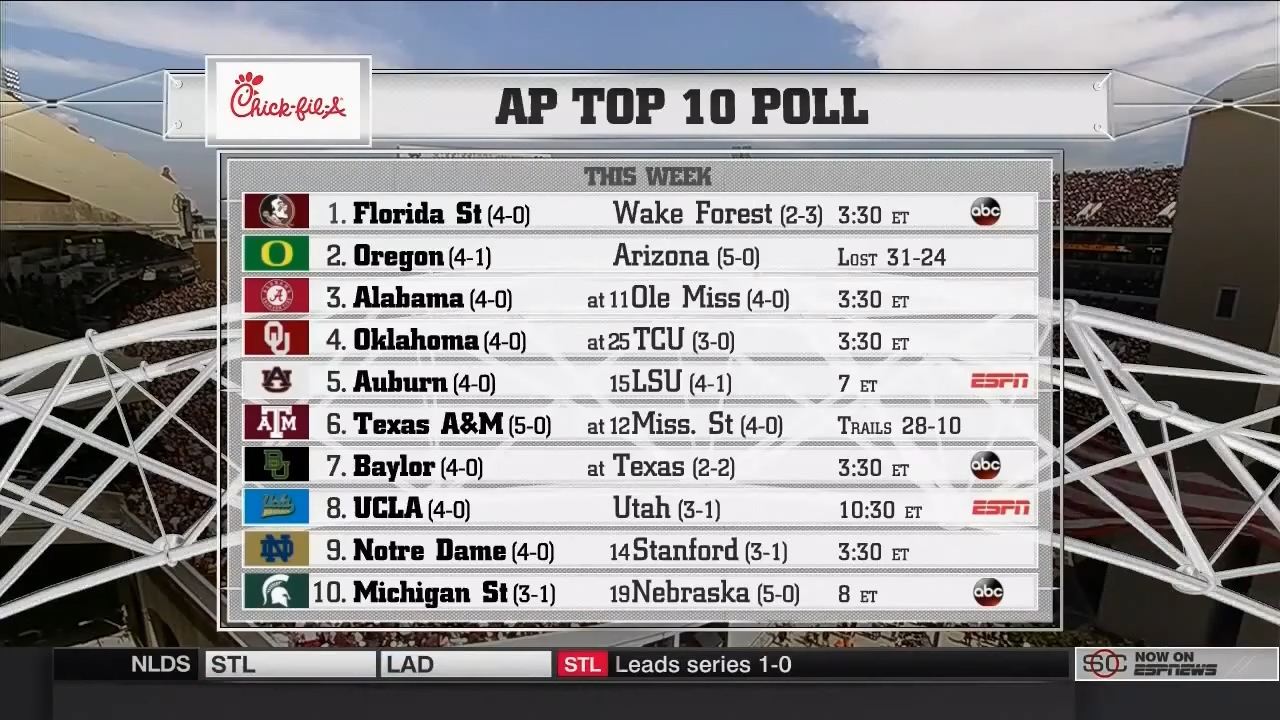 Chick-fil-A
AP TOP 10 POLL
THIS WEEK
1. Florida St (4-0) Wake Forest (2-3) 3:30 ET abc
2. Oregon (4-1) Arizona (5-0) LOST 31-24
3. Alabama (4-0) at 11 Ole Miss (4-0) 3:30 ET
4. Oklahoma (4-0) at 25 TCU (3-0) 3:30 ET
5. Auburn (4-0) 15 LSU (4-1) 7 ET ESPN
6. Texas A&M (5-0) at 12 Miss. St (4-0) TRAILS 28-10
7. Baylor (4-0) at Texas (2-2) 3:30 ET abc
8. UCLA (4-0) Utah (3-1) 10:30 ET ESPN
9. Notre Dame (4-0) 14 Stanford (3-1) 3:30 ET
10. Michigan St (3-1) 19 Nebraska (5-0) 8 ET abc
NLDS STL LAD STL Leads series 1-0
SC NOW ON
ESPNEWS